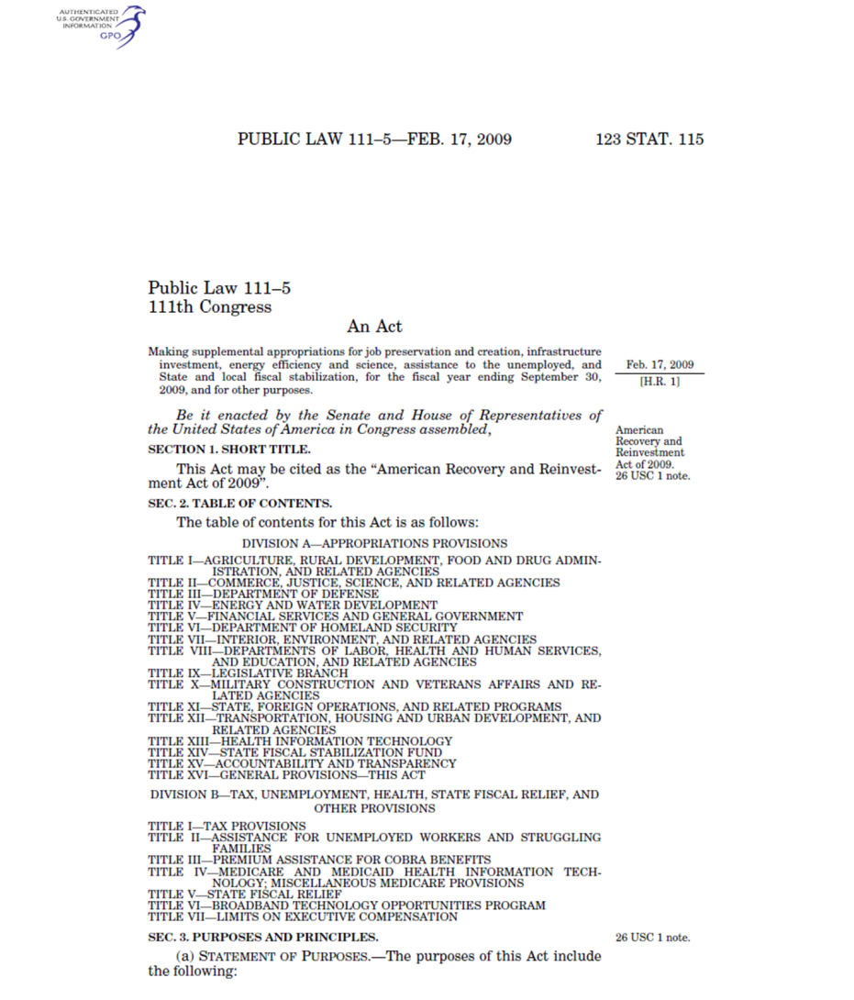 AUTHENTICATED
U.S. GOVERNMENT
INFORMATION
GPO
PUBLIC LAW 111–5—FEB. 17, 2009 123 STAT. 115
Public Law 111–5
111th Congress
An Act
Making supplemental appropriations for job preservation and creation, infrastructure
investment, energy efficiency and science, assistance to the unemployed, and
State and local fiscal stabilization, for the fiscal year ending September 30,
2009, and for other purposes.
Feb. 17, 2009
[H.R. 1]
Be it enacted by the Senate and House of Representatives of
the United States of America in Congress assembled,
SECTION 1. SHORT TITLE.
This Act may be cited as the “American Recovery and Reinvest-
ment Act of 2009”.
American
Recovery and
Reinvestment
Act of 2009.
26 USC 1 note.
SEC. 2. TABLE OF CONTENTS.
The table of contents for this Act is as follows:
DIVISION A—APPROPRIATIONS PROVISIONS
TITLE I—AGRICULTURE, RURAL DEVELOPMENT, FOOD AND DRUG ADMIN-
ISTRATION, AND RELATED AGENCIES
TITLE II—COMMERCE, JUSTICE, SCIENCE, AND RELATED AGENCIES
TITLE III—DEPARTMENT OF DEFENSE
TITLE IV—ENERGY AND WATER DEVELOPMENT
TITLE V—FINANCIAL SERVICES AND GENERAL GOVERNMENT
TITLE VI—DEPARTMENT OF HOMELAND SECURITY
TITLE VII—INTERIOR, ENVIRONMENT, AND RELATED AGENCIES
TITLE VIII—DEPARTMENTS OF LABOR, HEALTH AND HUMAN SERVICES,
AND EDUCATION, AND RELATED AGENCIES
TITLE IX—LEGISLATIVE BRANCH
TITLE X—MILITARY CONSTRUCTION AND VETERANS AFFAIRS AND RE-
LATED AGENCIES
TITLE XI—STATE, FOREIGN OPERATIONS, AND RELATED PROGRAMS
TITLE XII—TRANSPORTATION, HOUSING AND URBAN DEVELOPMENT, AND
RELATED AGENCIES
TITLE XIII—HEALTH INFORMATION TECHNOLOGY
TITLE XIV—STATE FISCAL STABILIZATION FUND
TITLE XV—ACCOUNTABILITY AND TRANSPARENCY
TITLE XVI—GENERAL PROVISIONS—THIS ACT
DIVISION B—TAX, UNEMPLOYMENT, HEALTH, STATE FISCAL RELIEF, AND
OTHER PROVISIONS
TITLE I—TAX PROVISIONS
TITLE II—ASSISTANCE FOR UNEMPLOYED WORKERS AND STRUGGLING
FAMILIES
TITLE III—PREMIUM ASSISTANCE FOR COBRA BENEFITS
TITLE IV—MEDICARE AND MEDICAID HEALTH INFORMATION TECH-
NOLOGY; MISCELLANEOUS MEDICARE PROVISIONS
TITLE V—STATE FISCAL RELIEF
TITLE VI—BROADBAND TECHNOLOGY OPPORTUNITIES PROGRAM
TITLE VII—LIMITS ON EXECUTIVE COMPENSATION
SEC. 3. PURPOSES AND PRINCIPLES. 26 USC 1 note.
(a) STATEMENT OF PURPOSES.—The purposes of this Act include
the following: